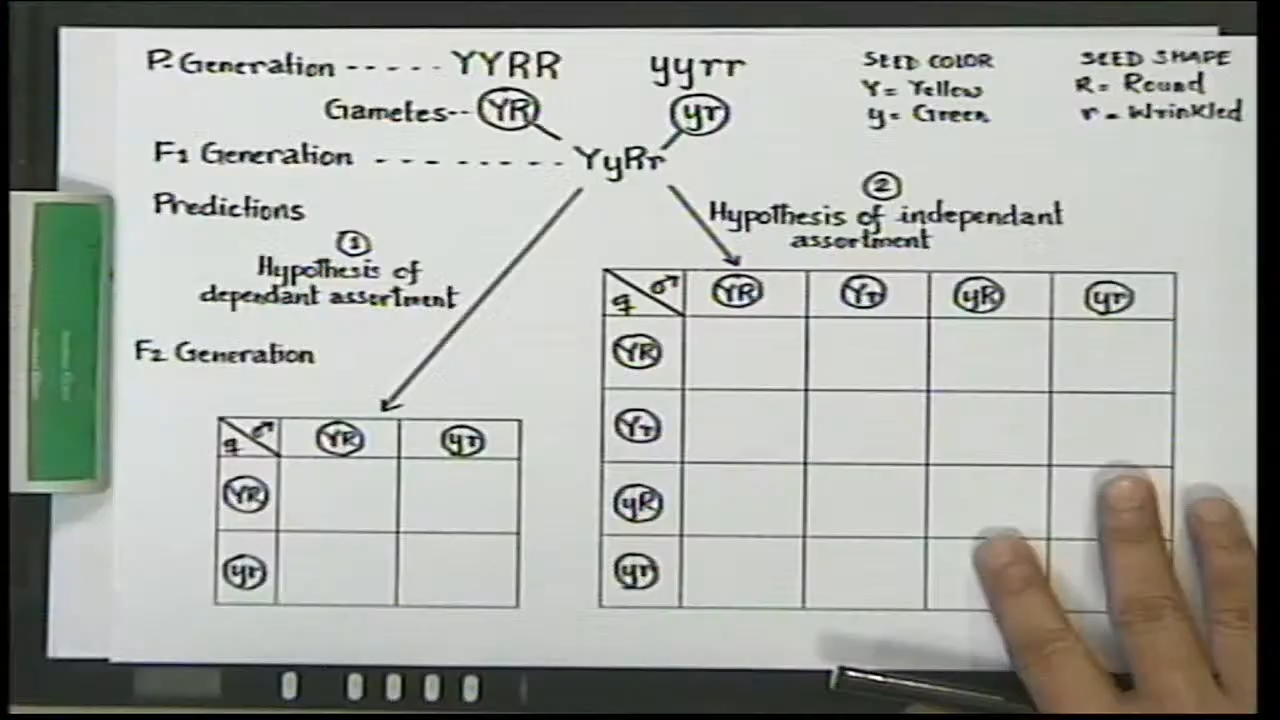 P-Generation ----- YYRR yyrr
Gametes-- YR yr
F1 Generation -------- YyRr
SEED COLOR
Y= Yellow
y= Green
SEED SHAPE
R= Round
r= Wrinkled
Predictions
1
Hypothesis of
dependant assortment
2
Hypothesis of independant
assortment
F2 Generation
♀ ♂ YR yr
YR
yr
♀ ♂ YR Yr yR yr
YR
Yr
yR
yr